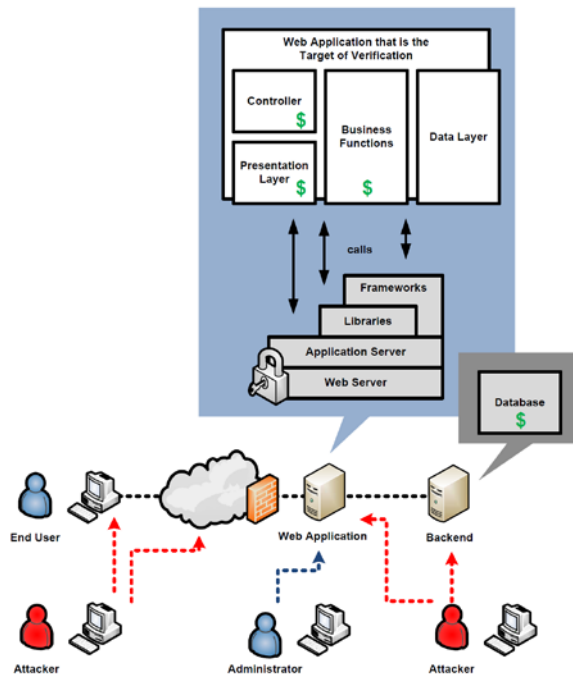 Web Application that is the
Target of Verification
Controller
$
Presentation
Layer
$
Business
Functions
$
Data Layer
calls
Frameworks
Libraries
Application Server
Web Server
Database
$
End User
Web Application
Backend
Attacker
Administrator
Attacker